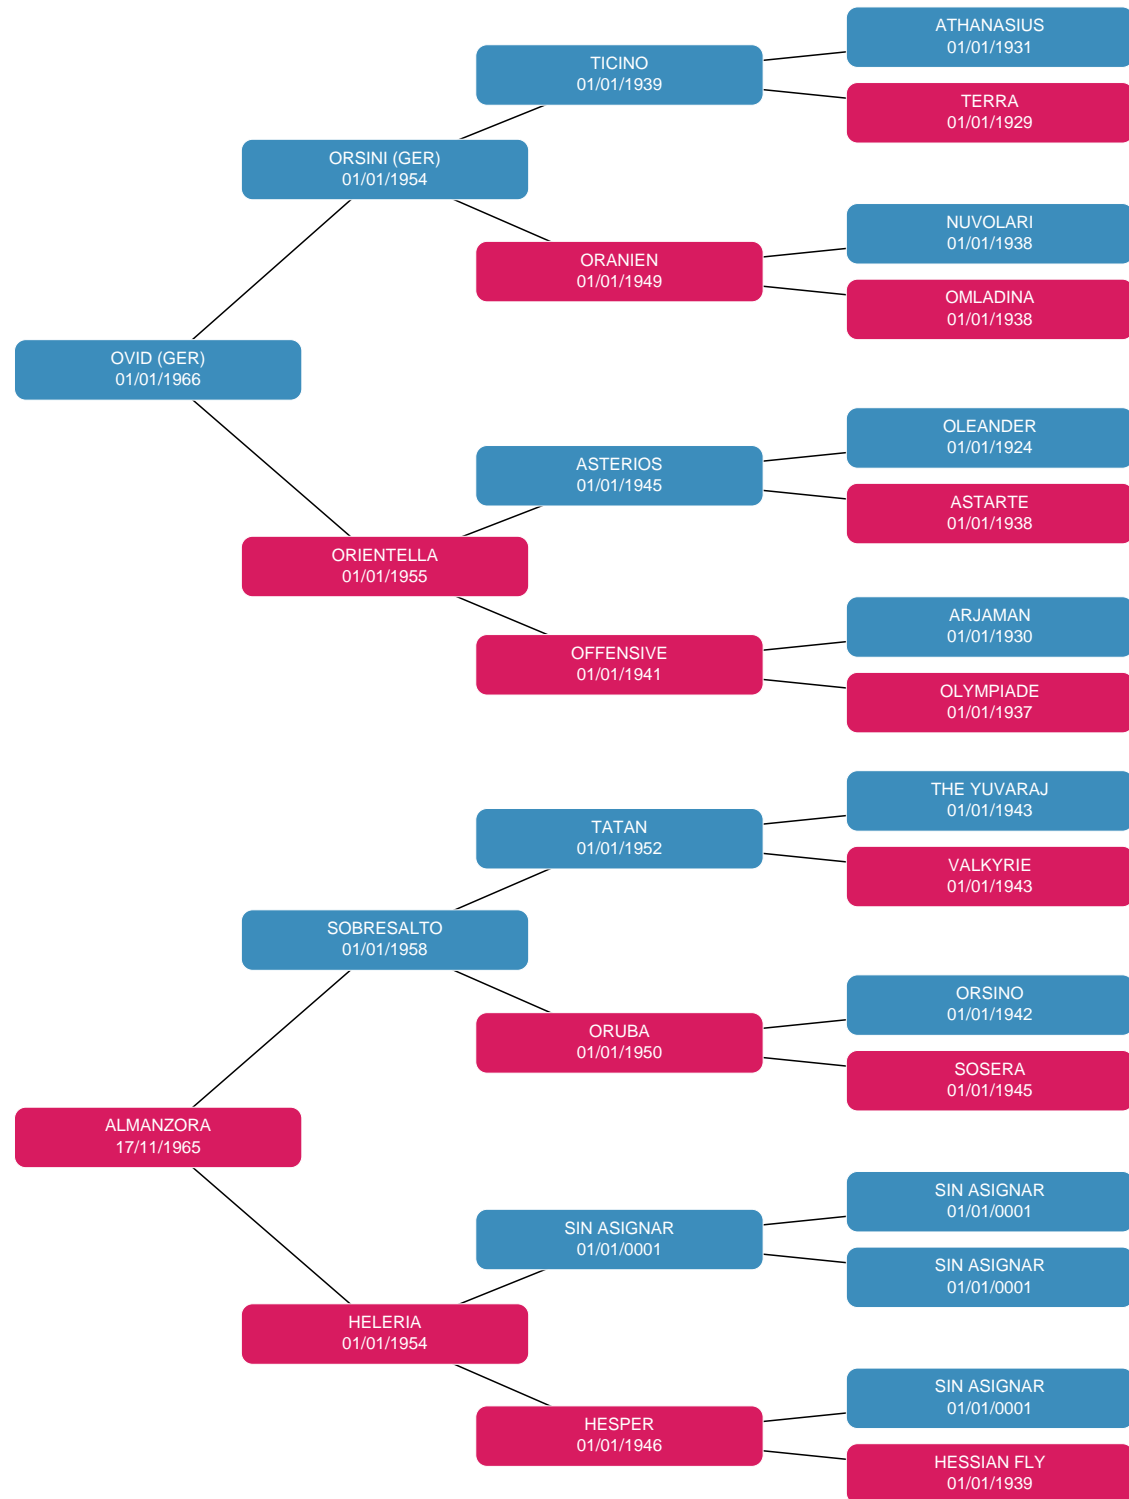 ATHANASIUS
01/01/1931
TICINO
01/01/1939
TERRA
01/01/1929
ORSINI (GER)
01/01/1954
NUVOLARI
01/01/1938
ORANIEN
01/01/1949
OMLADINA
01/01/1938
OVID (GER)
01/01/1966
OLEANDER
01/01/1924
ASTERIOS
01/01/1945
ASTARTE
01/01/1938
ORIENTELLA
01/01/1955
ARJAMAN
01/01/1930
OFFENSIVE
01/01/1941
OLYMPIADE
01/01/1937
THE YUVARAJ
01/01/1943
TATAN
01/01/1952
VALKYRIE
01/01/1943
SOBRESALTO
01/01/1958
ORSINO
01/01/1942
ORUBA
01/01/1950
SOSERA
01/01/1945
ALMANZORA
17/11/1965
SIN ASIGNAR
01/01/0001
SIN ASIGNAR
01/01/0001
SIN ASIGNAR
01/01/0001
HELERIA
01/01/1954
SIN ASIGNAR
01/01/0001
HESPER
01/01/1946
HESSIAN FLY
01/01/1939